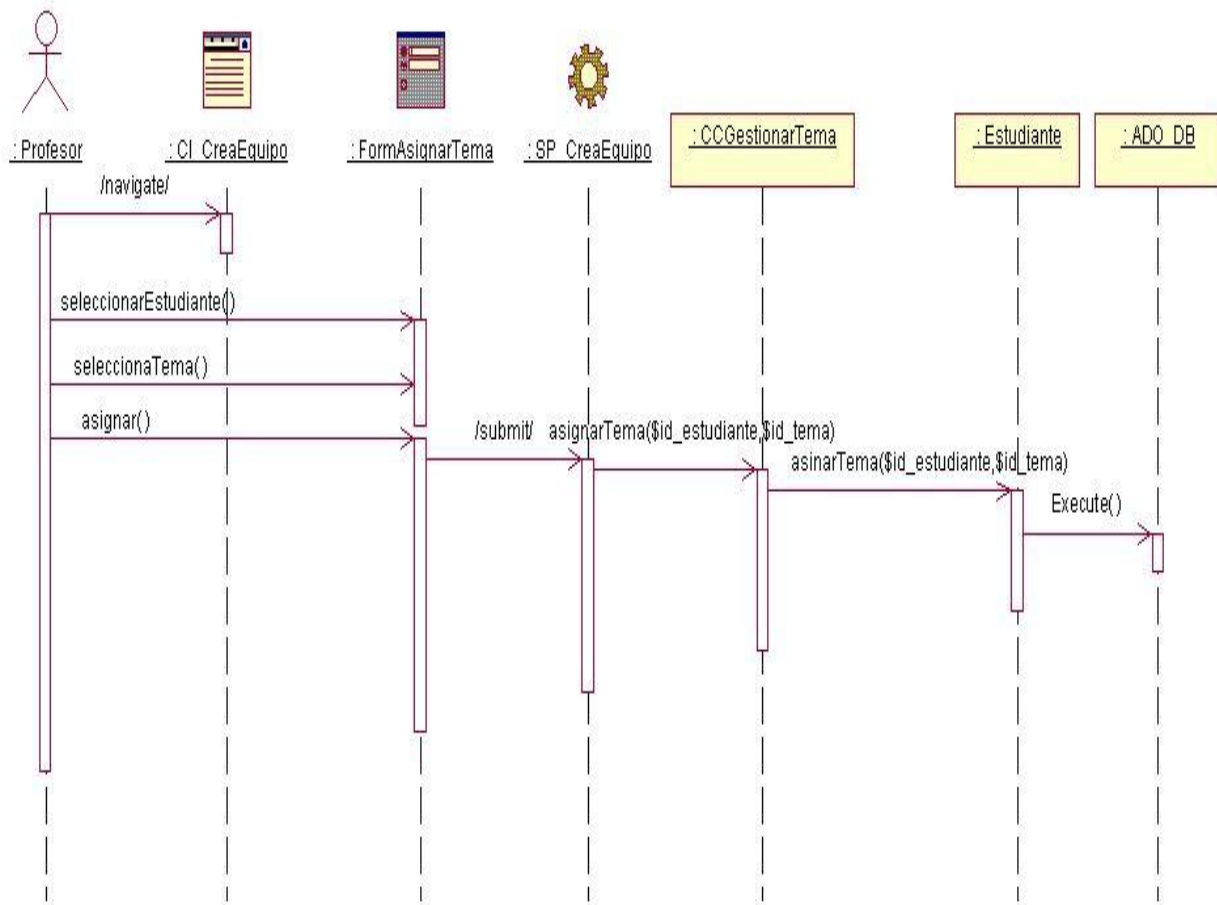 : Profesor
: CI_CreaEquipo
: FormAsignarTema
: SP_CreaEquipo
: CCGestionarTema
: Estudiante
: ADO_DB
/navigate/
seleccionarEstudiante()
seleccionaTema()
asignar()
/submit/
asignarTema($id_estudiante,$id_tema)
asinarTema($id_estudiante,$id_tema)
Execute()